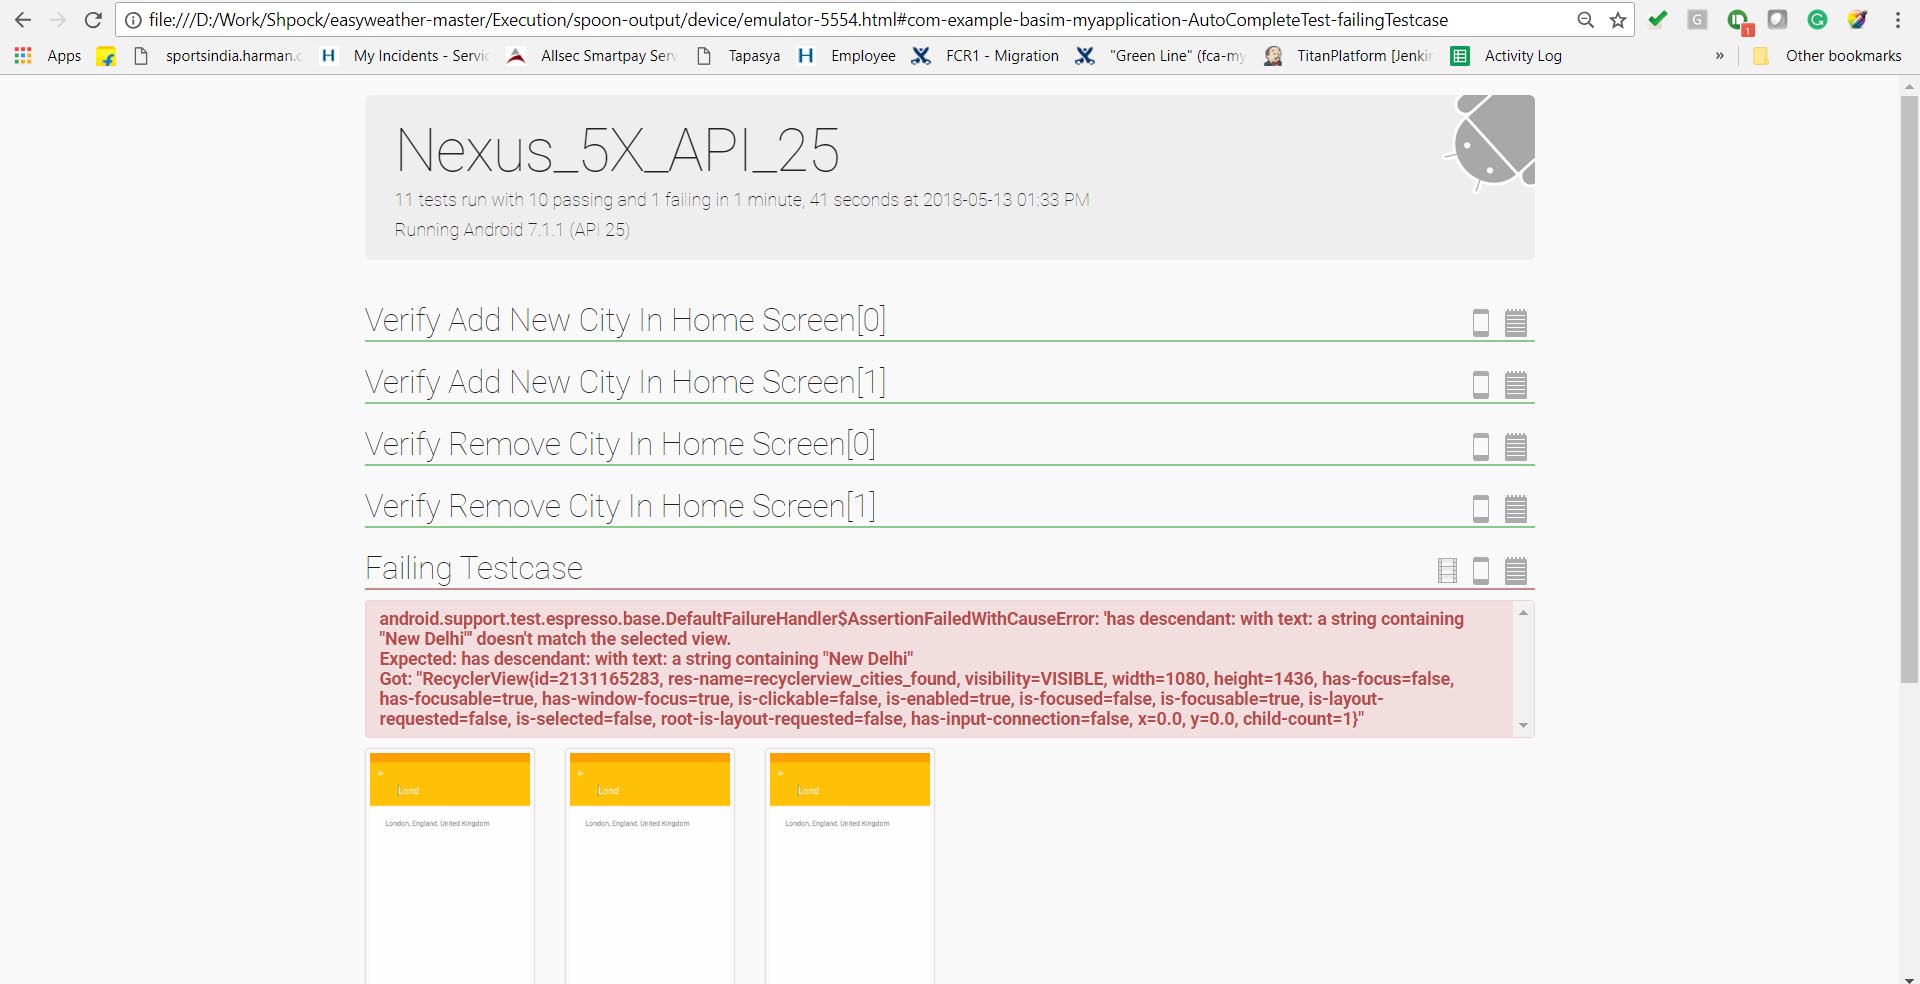 file:///D:/Work/Shpock/easyweather-master/Execution/spoon-output/device/emulator-5554.html#com-example-basim-myapplication-AutoCompleteTest-failingTestcase
G
1
G
Apps
sportsindia.harman.c
H My Incidents - Servic
Allsec Smartpay Serv
Tapasya
H Employee
FCR1 - Migration
"Green Line" (fca-my
TitanPlatform [Jenkin
Activity Log
»
Other bookmarks
Nexus_5X_API_25
11 tests run with 10 passing and 1 failing in 1 minute, 41 seconds at 2018-05-13 01:33 PM
Running Android 7.1.1 (API 25)
Verify Add New City In Home Screen[0]
Verify Add New City In Home Screen[1]
Verify Remove City In Home Screen[0]
Verify Remove City In Home Screen[1]
Failing Testcase
android.support.test.espresso.base.DefaultFailureHandler$AssertionFailedWithCauseError: 'has descendant: with text: a string containing
"New Delhi"' doesn't match the selected view.
Expected: has descendant: with text: a string containing "New Delhi"
Got: "RecyclerView{id=2131165283, res-name=recyclerview_cities_found, visibility=VISIBLE, width=1080, height=1436, has-focus=false,
has-focusable=true, has-window-focus=true, is-clickable=false, is-enabled=true, is-focused=false, is-focusable=true, is-layout-
requested=false, is-selected=false, root-is-layout-requested=false, has-input-connection=false, x=0.0, y=0.0, child-count=1}"
Lond
London, England, United Kingdom
Lond
London, England, United Kingdom
Lond
London, England, United Kingdom